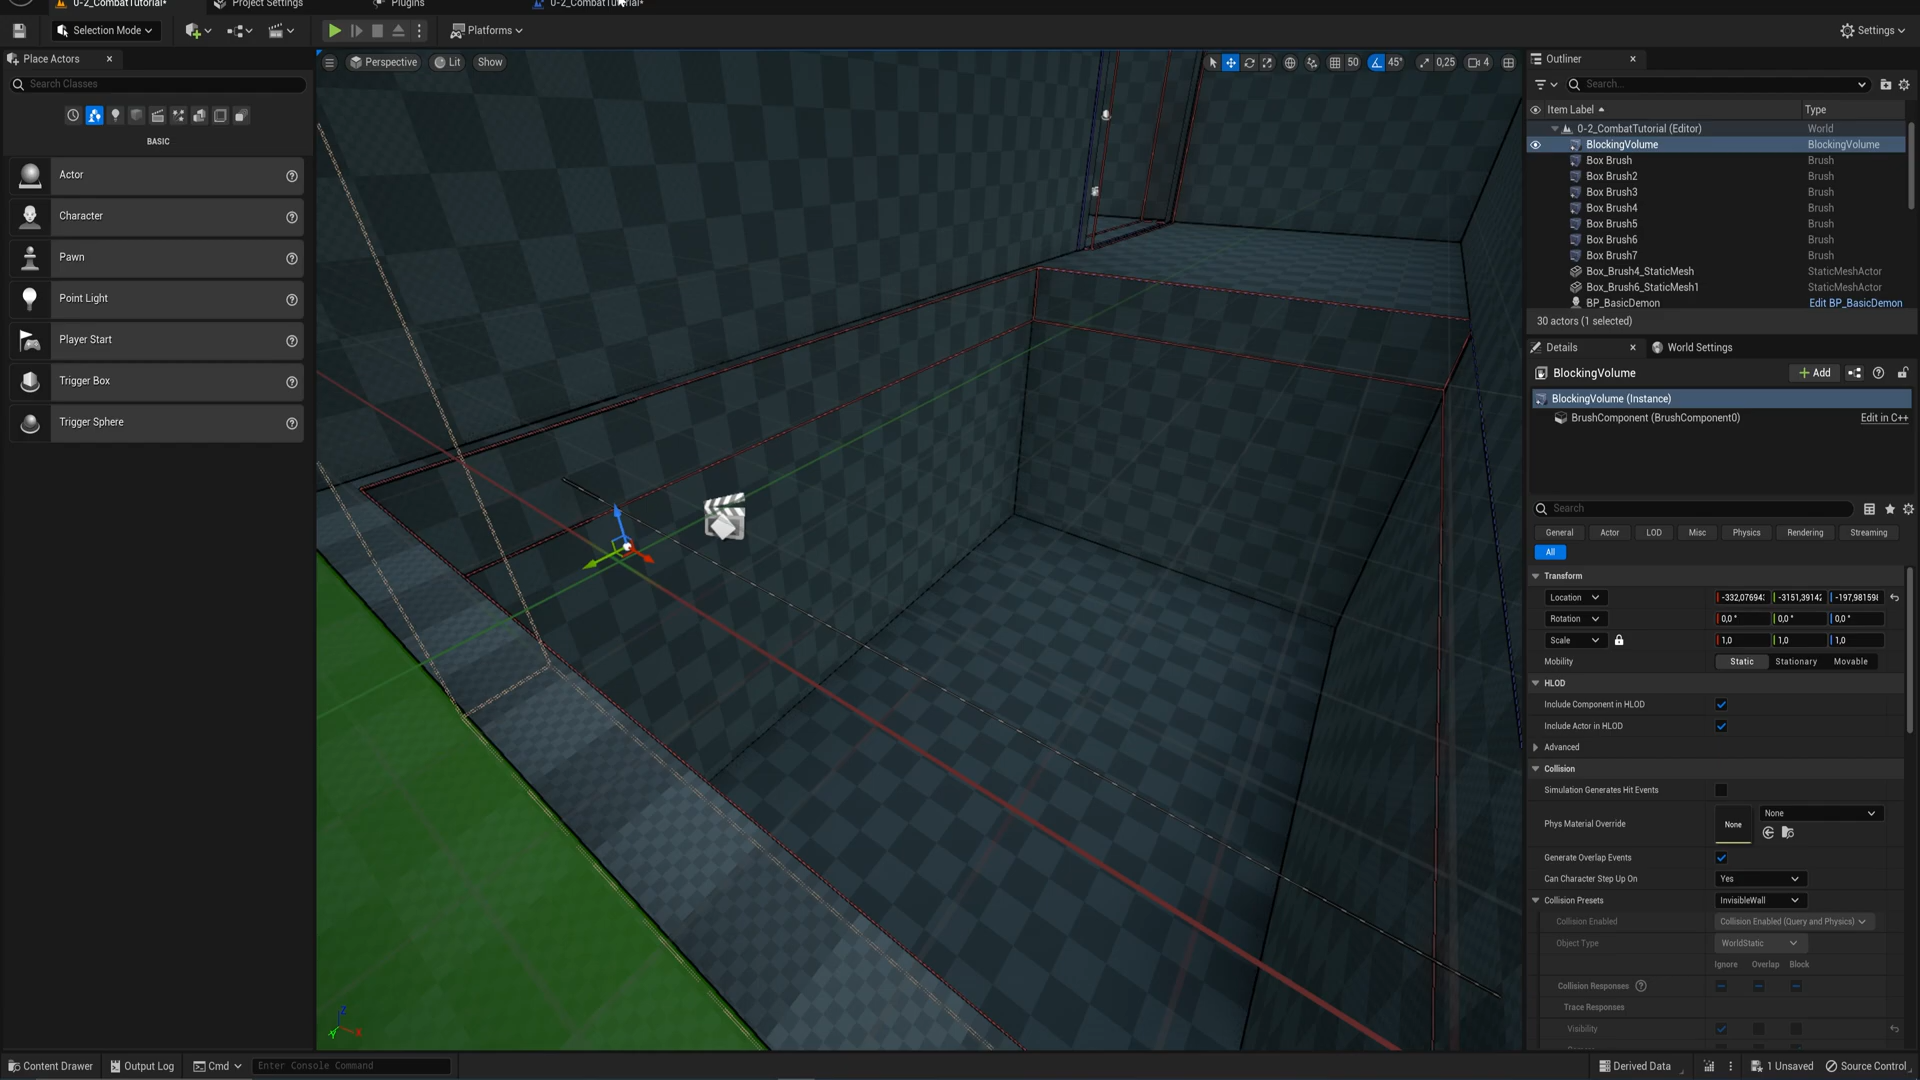 0-2_CombatTutorial*
Project Settings
Plugins
0-2_CombatTutorial*
Selection Mode
Platforms
Settings
Place Actors
Search Classes
BASIC
Actor
Character
Pawn
Point Light
Player Start
Trigger Box
Trigger Sphere
Perspective
Lit
Show
50
45°
0,25
4
Outliner
Search...
Item Label
Type
0-2_CombatTutorial (Editor)
World
BlockingVolume
BlockingVolume
Box Brush
Brush
Box Brush2
Brush
Box Brush3
Brush
Box Brush4
Brush
Box Brush5
Brush
Box Brush6
Brush
Box Brush7
Brush
Box_Brush4_StaticMesh
StaticMeshActor
Box_Brush6_StaticMesh1
StaticMeshActor
BP_BasicDemon
Edit BP_BasicDemon
30 actors (1 selected)
Details
World Settings
BlockingVolume
Add
BlockingVolume (Instance)
BrushComponent (BrushComponent0)
Edit in C++
Search
General
Actor
LOD
Misc
Physics
Rendering
Streaming
All
Transform
Location
-332,07694
-3151,3914
-197,98159
Rotation
0,0 °
0,0 °
0,0 °
Scale
1,0
1,0
1,0
Mobility
Static
Stationary
Movable
HLOD
Include Component in HLOD
Include Actor in HLOD
Advanced
Collision
Simulation Generates Hit Events
Phys Material Override
None
None
Generate Overlap Events
Can Character Step Up On
Yes
Collision Presets
InvisibleWall
Collision Enabled
Collision Enabled (Query and Physics)
Object Type
WorldStatic
Ignore
Overlap
Block
Collision Responses
Trace Responses
Visibility
Z
X
Y
Content Drawer
Output Log
Cmd
Enter Console Command
Derived Data
1 Unsaved
Source Control